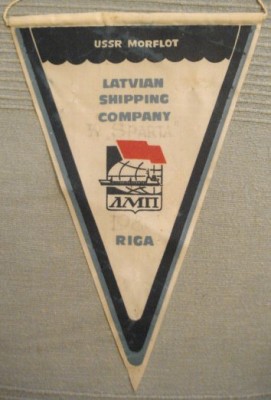 USSR MORFLOT
LATVIAN
SHIPPING
COMPANY
ЛМП
RIGA